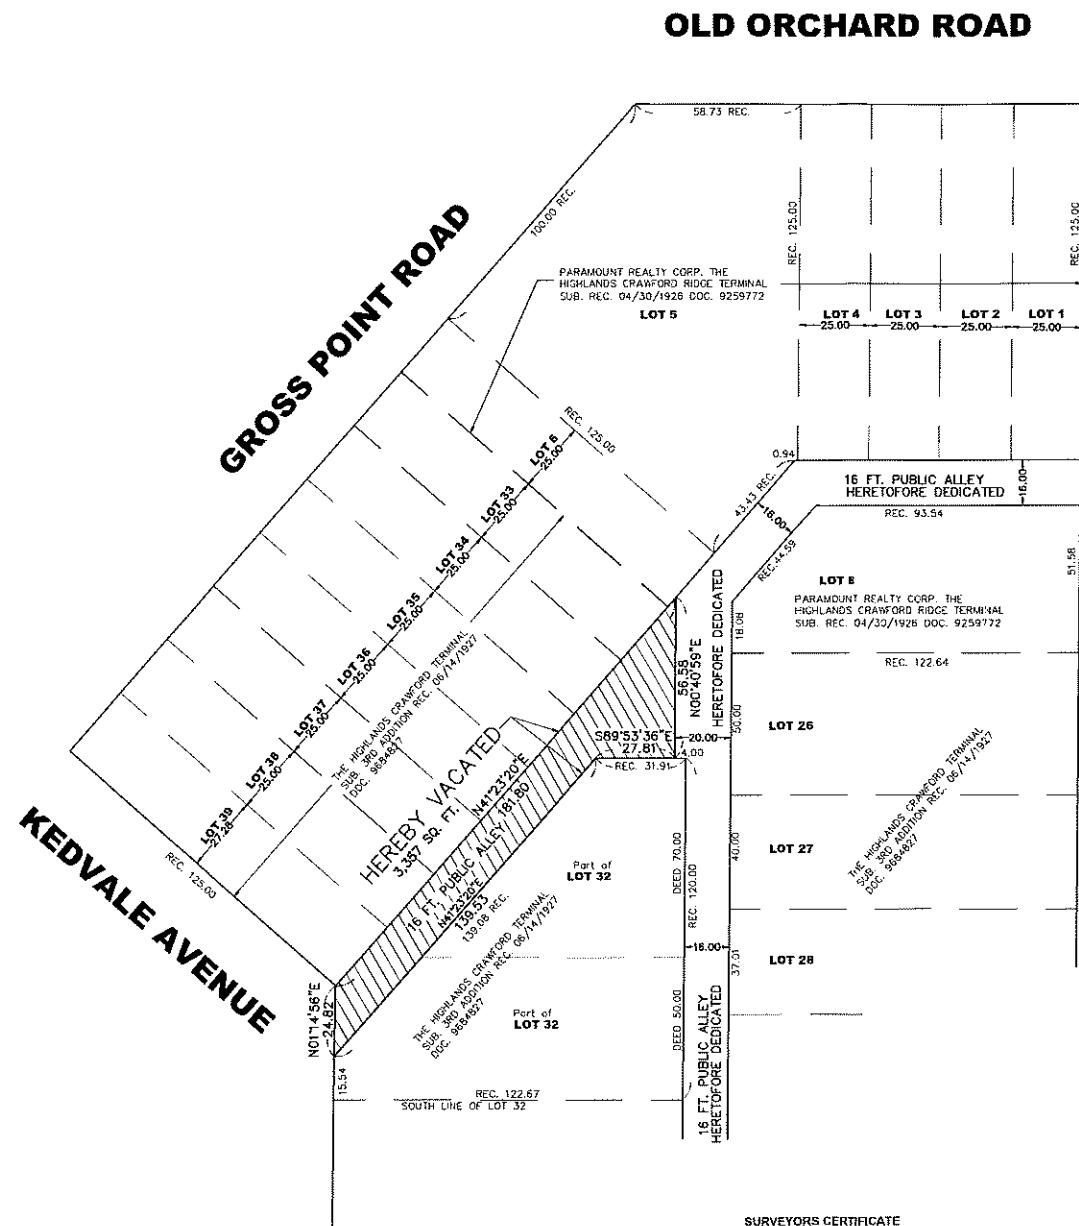 OLD ORCHARD ROAD
58.73 REC.
100.00 REC.
REC. 125.00
REC. 125.00
GROSS POINT ROAD
PARAMOUNT REALTY CORP. THE
HIGHLANDS CRAWFORD RIDGE TERMINAL
SUB. REC. 04/30/1926 DOC. 9259772
LOT 5
LOT 4
25.00
LOT 3
25.00
LOT 2
25.00
LOT 1
25.00
REC. 125.00
LOT 6
25.00
LOT 33
25.00
LOT 34
25.00
LOT 35
25.00
LOT 36
25.00
LOT 37
25.00
LOT 38
25.00
LOT 39
27.28
0.94
43.43 REC.
16.00
16 FT. PUBLIC ALLEY
HERETOFORE DEDICATED
16.00
REC. 93.54
REC. 44.59
51.58
LOT 8
PARAMOUNT REALTY CORP. THE
HIGHLANDS CRAWFORD RIDGE TERMINAL
SUB. REC. 04/30/1926 DOC. 9259772
18.08
REC. 122.64
56.58
N00°40'59"E
HERETOFORE DEDICATED
50.00
LOT 26
THE HIGHLANDS CRAWFORD TERMINAL
SUB. 3RD ADDITION REC. 06/14/1927
DOC. 9684827
S89°53'36"E
27.81
20.00
4.00
REC. 31.91
HEREBY VACATED
3,357 SQ. FT.
N41°23'20"E
181.80
16 FT. PUBLIC ALLEY
N41°23'20"E
139.53
139.08 REC.
KEDVALE AVENUE
REC. 125.00
Part of
LOT 32
DEED 70.00
REC. 120.00
40.00
LOT 27
THE HIGHLANDS CRAWFORD TERMINAL
SUB. 3RD ADDITION REC. 06/14/1927
DOC. 9684827
THE HIGHLANDS CRAWFORD TERMINAL
SUB. 3RD ADDITION REC. 06/14/1927
DOC. 9684827
16.00
37.01
LOT 28
N01°14'56"E
24.82
Part of
LOT 32
DEED 50.00
16 FT. PUBLIC ALLEY
HERETOFORE DEDICATED
15.54
REC. 122.67
SOUTH LINE OF LOT 32
SURVEYORS CERTIFICATE